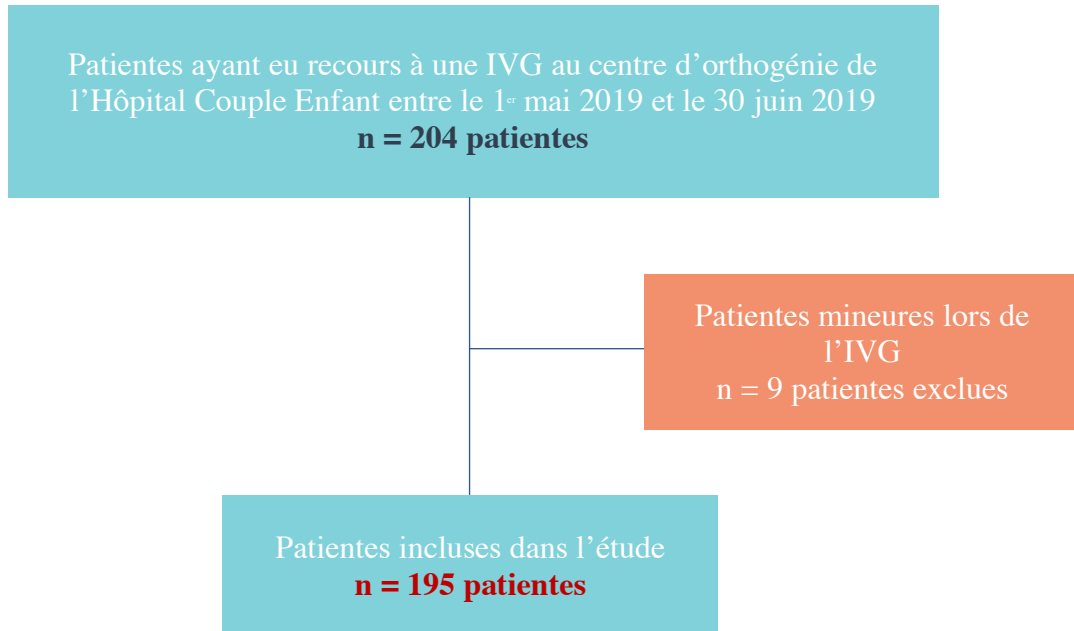 Patientes ayant eu recours à une IVG au centre d’orthogénie de
l’Hôpital Couple Enfant entre le 1er mai 2019 et le 30 juin 2019
n = 204 patientes
Patientes mineures lors de
l’IVG
n = 9 patientes exclues
Patientes incluses dans l’étude
n = 195 patientes